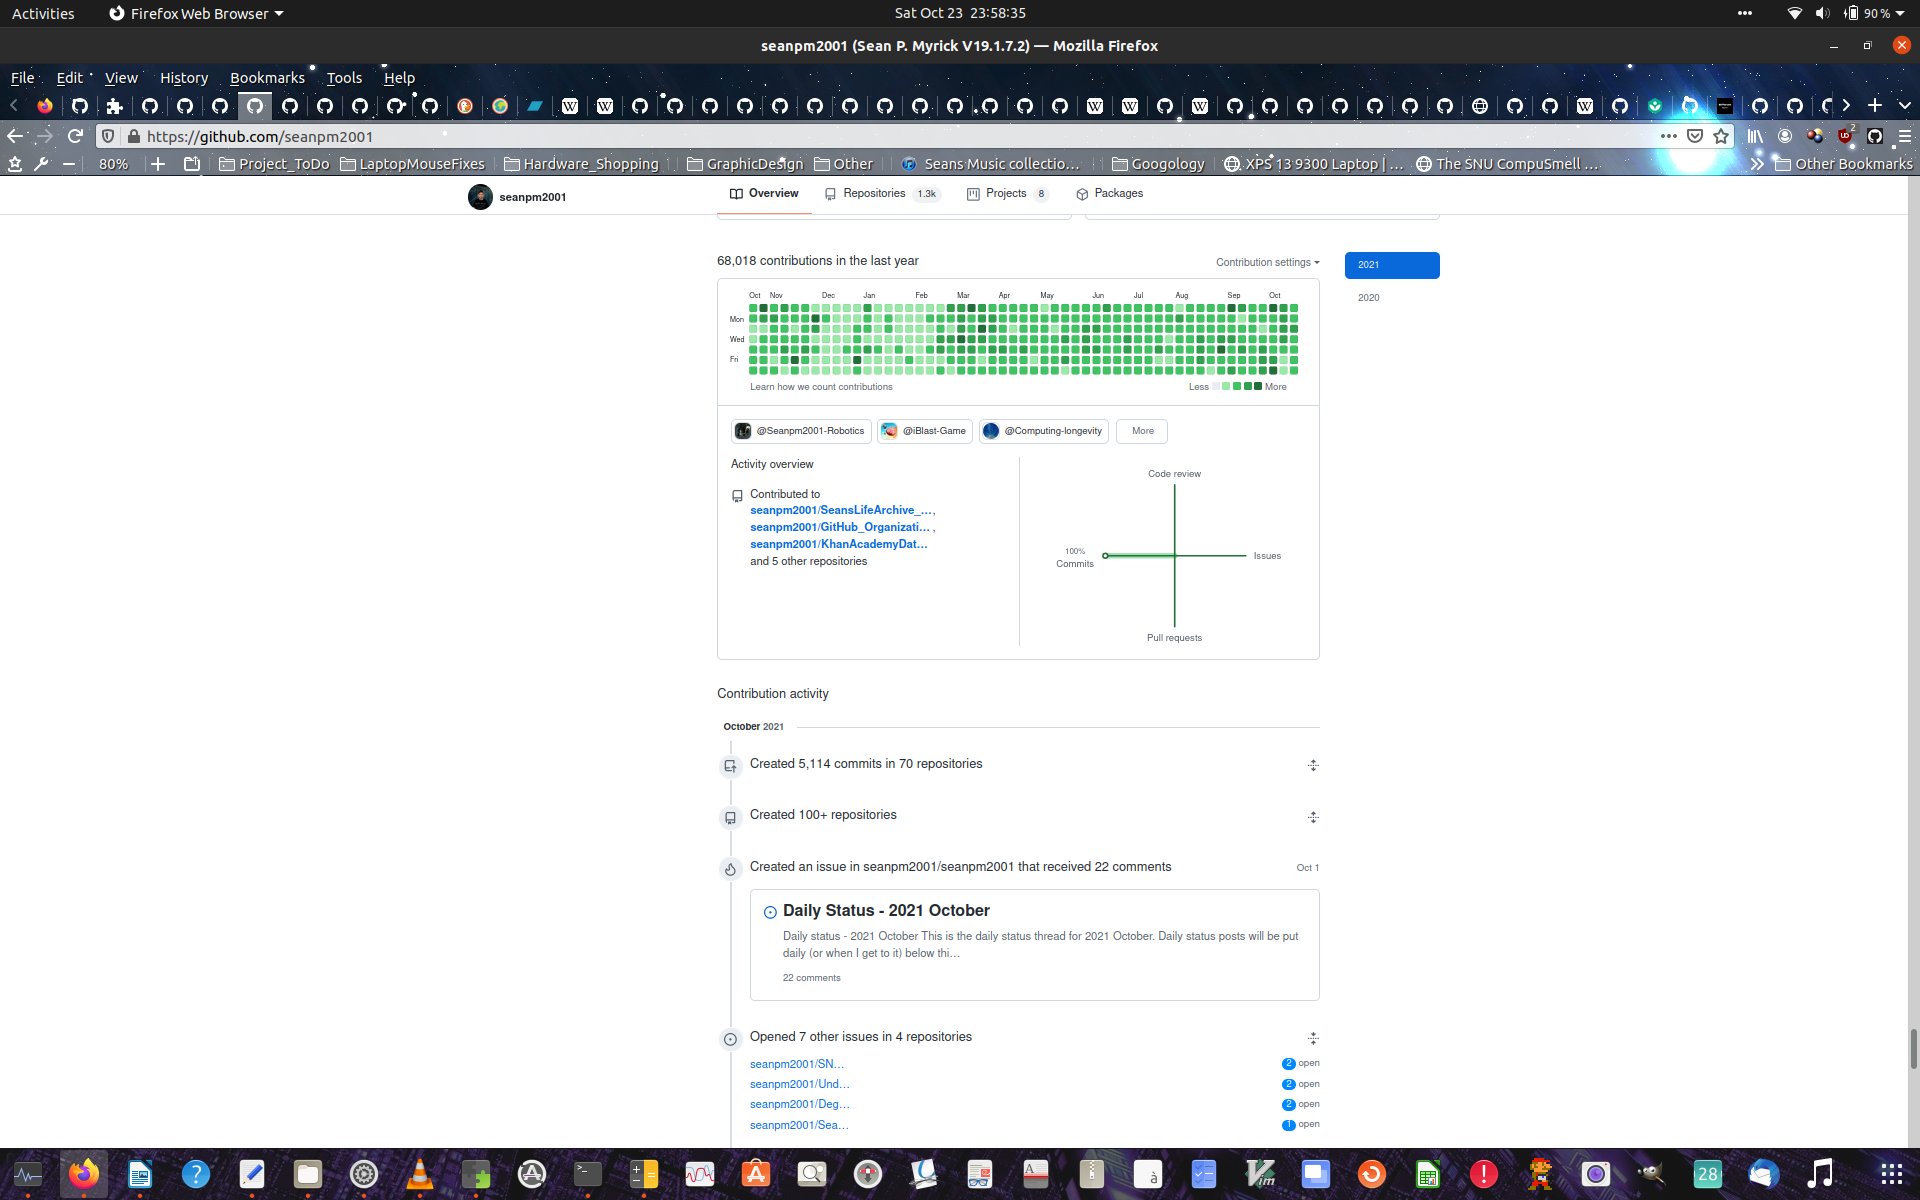 Activities
Firefox Web Browser
Sat Oct 23 23:58:35
90 %
seanpm2001 (Sean P. Myrick V19.1.7.2) — Mozilla Firefox
File Edit View History Bookmarks Tools Help
https://github.com/seanpm2001
2
80%
Project_ToDo
LaptopMouseFixes
Hardware_Shopping
GraphicDesign
Other
Seans Music collectio…
Googology
XPS 13 9300 Laptop | …
The SNU CompuSmell …
Other Bookmarks
seanpm2001
Overview
Repositories 1.3k
Projects 8
Packages
68,018 contributions in the last year
Contribution settings
2021
2020
Oct Nov Dec Jan Feb Mar Apr May Jun Jul Aug Sep Oct
Mon
Wed
Fri
Learn how we count contributions
Less More
@Seanpm2001-Robotics
@iBlast-Game
@Computing-longevity
More
Activity overview
Contributed to
seanpm2001/SeansLifeArchive_… ,
seanpm2001/GitHub_Organizati… ,
seanpm2001/KhanAcademyDat…
and 5 other repositories
Code review
100%
Commits
Issues
Pull requests
Contribution activity
October 2021
Created 5,114 commits in 70 repositories
Created 100+ repositories
Created an issue in seanpm2001/seanpm2001 that received 22 comments
Oct 1
Daily Status - 2021 October
Daily status - 2021 October This is the daily status thread for 2021 October. Daily status posts will be put
daily (or when I get to it) below thi…
22 comments
Opened 7 other issues in 4 repositories
seanpm2001/SN… 2 open
seanpm2001/Und… 2 open
seanpm2001/Deg… 2 open
seanpm2001/Sea… 1 open
28